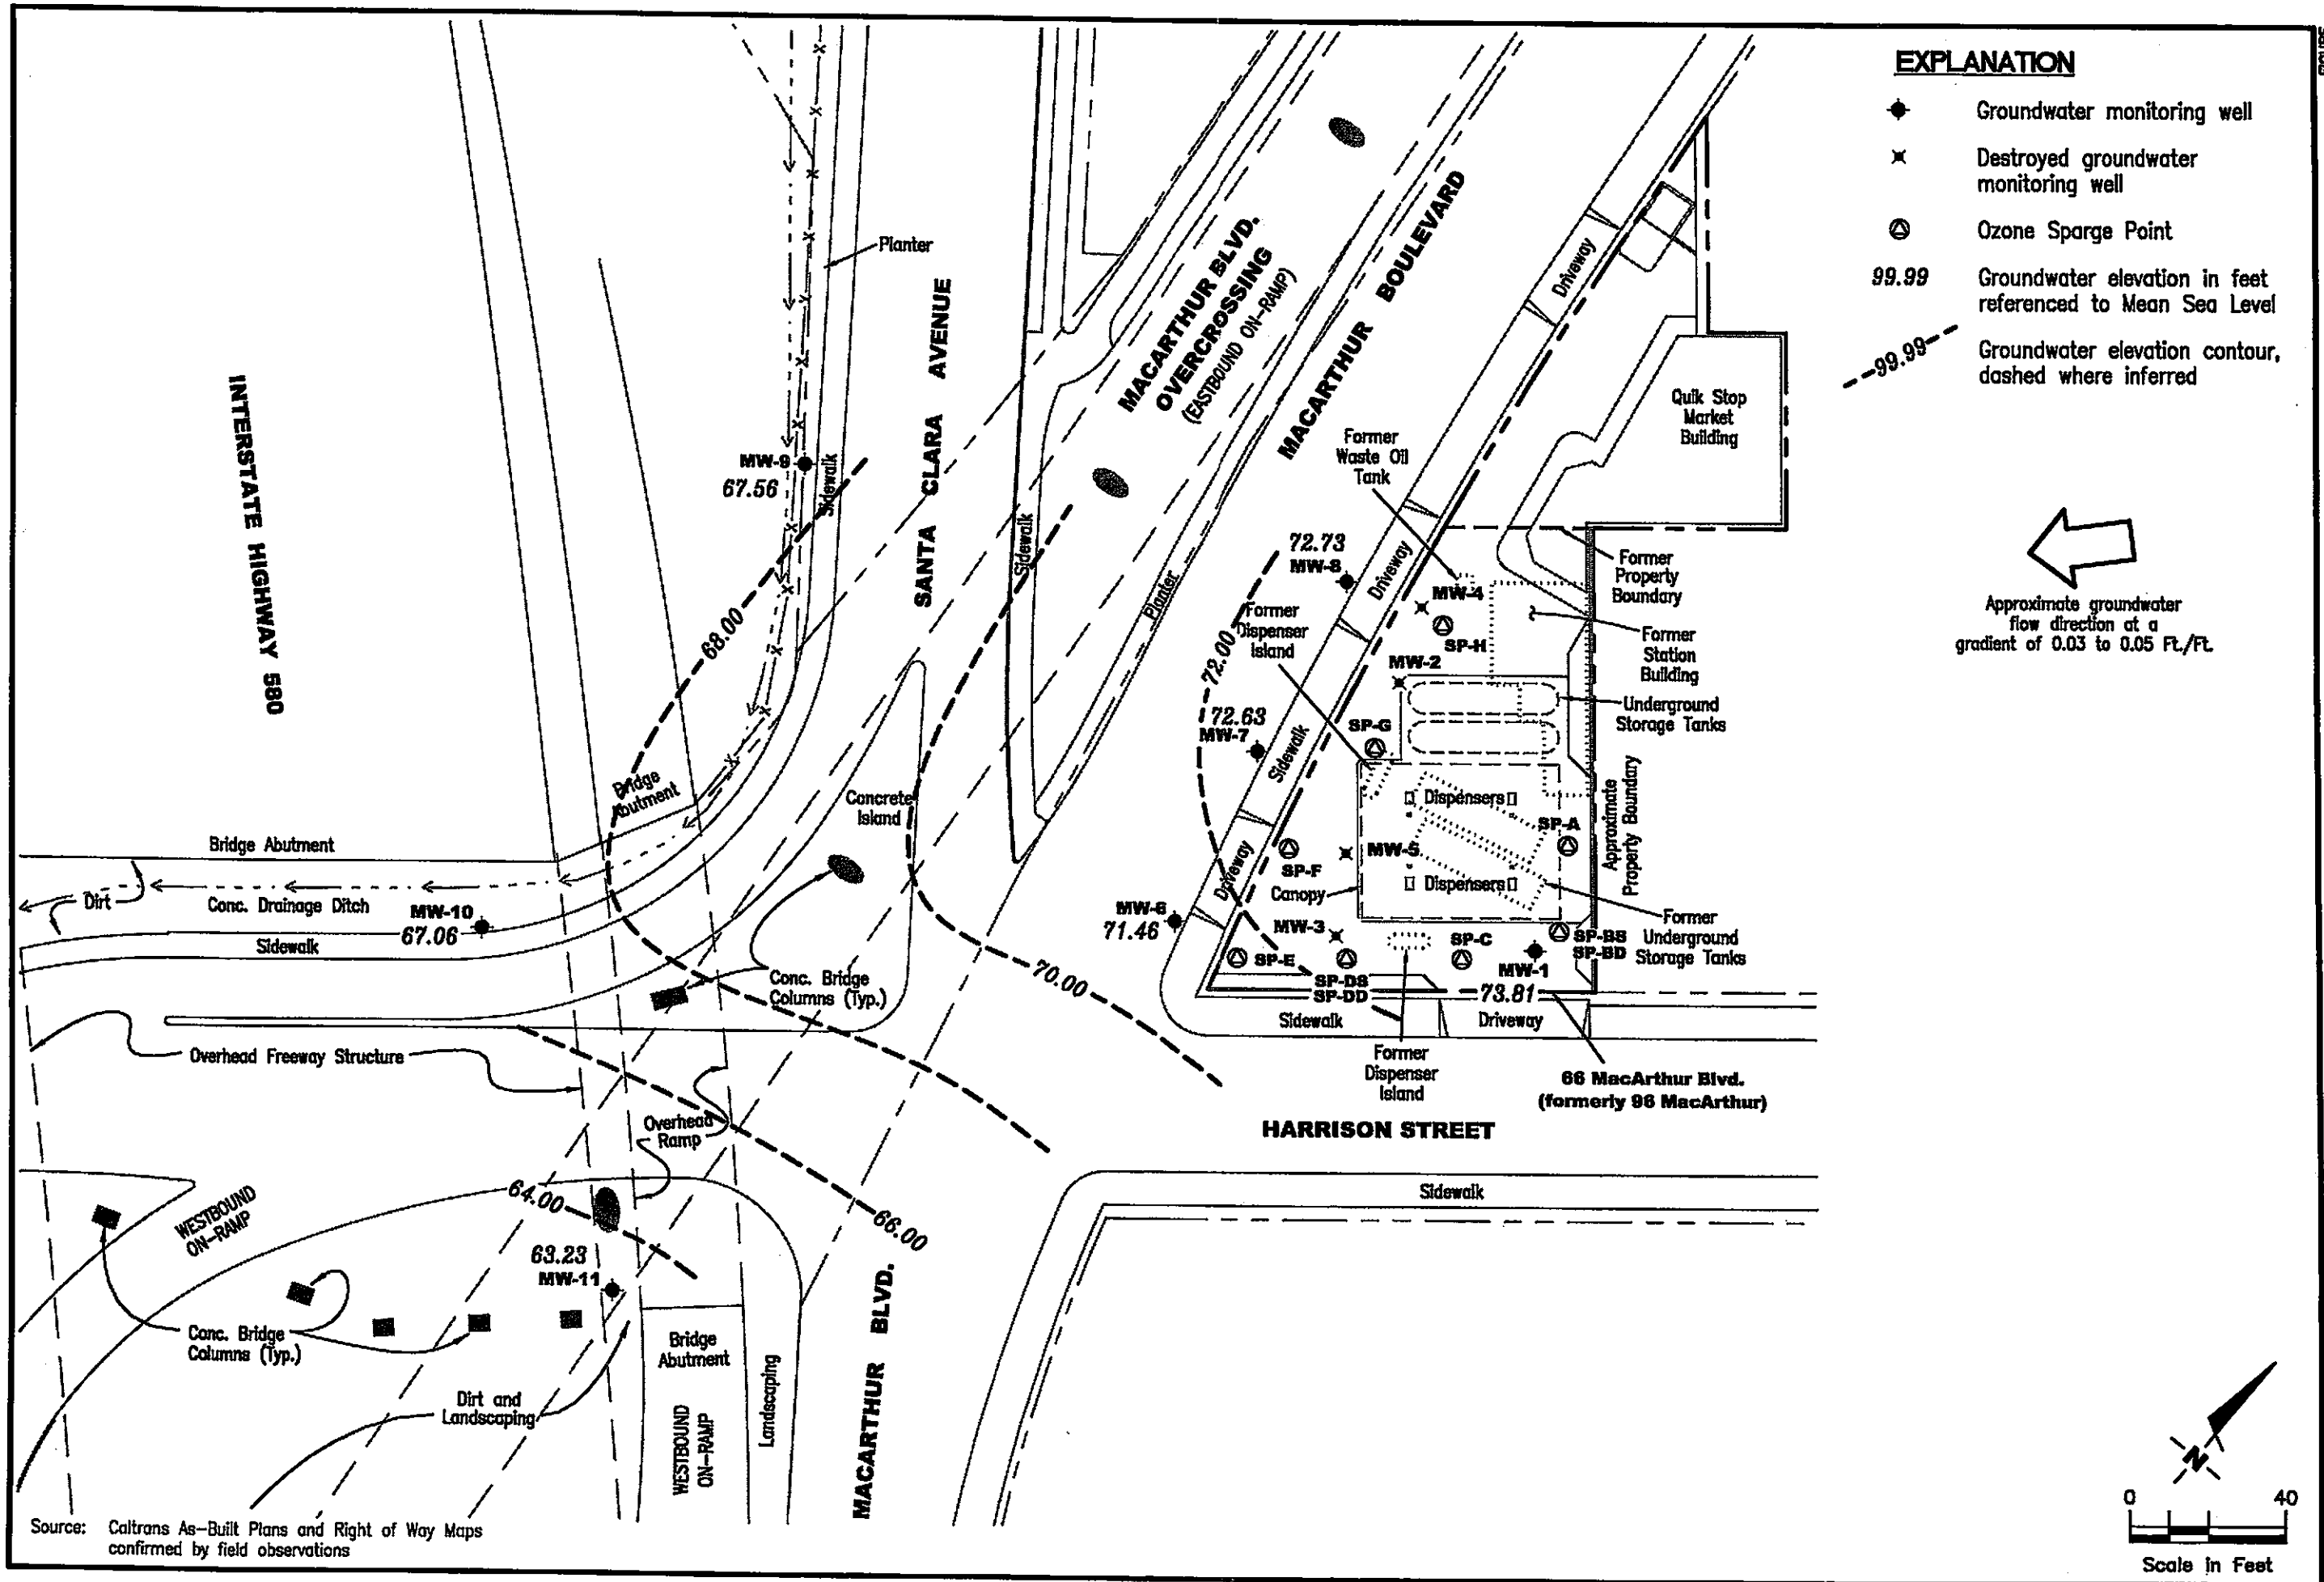 EXPLANATION
Groundwater monitoring well
Destroyed groundwater
monitoring well
Ozone Sparge Point
99.99
Groundwater elevation in feet
referenced to Mean Sea Level
99.99
Groundwater elevation contour,
dashed where inferred
Approximate groundwater
flow direction at a
gradient of 0.03 to 0.05 Ft./Ft.
INTERSTATE HIGHWAY 580
Planter
SANTA CLARA AVENUE
MACARTHUR BLVD.
OVERCROSSING
(EASTBOUND ON-RAMP)
MACARTHUR BOULEVARD
Driveway
Quik Stop
Market
Building
MW-9
67.56
Sidewalk
Sidewalk
Former
Waste Oil
Tank
72.73
MW-8
Driveway
Former
Property
Boundary
MW-4
SP-H
Former
Dispenser
Island
Former
Station
Building
68.00
72.00
Planter
MW-2
Underground
Storage Tanks
72.63
MW-7
Sidewalk
SP-G
Bridge
Abutment
Concrete
Island
Dispensers
SP-A
Approximate
Property Boundary
Bridge Abutment
Driveway
SP-F
MW-5
Dispensers
Canopy
Dirt
Conc. Drainage Ditch
MW-10
67.06
Sidewalk
MW-6
71.46
MW-3
Former
Underground
Storage Tanks
SP-E
SP-DS
SP-DD
SP-C
MW-1
73.81
SP-BS
SP-BD
Conc. Bridge
Columns (Typ.)
70.00
Sidewalk
Driveway
Overhead Freeway Structure
Former
Dispenser
Island
66 MacArthur Blvd.
(formerly 96 MacArthur)
Overhead
Ramp
HARRISON STREET
Sidewalk
WESTBOUND
ON-RAMP
64.00
66.00
63.23
MW-11
Conc. Bridge
Columns (Typ.)
Bridge
Abutment
MACARTHUR BLVD.
Landscaping
WESTBOUND
ON-RAMP
Dirt and
Landscaping
Source: Caltrans As-Built Plans and Right of Way Maps
confirmed by field observations
N
0 40
Scale in Feet